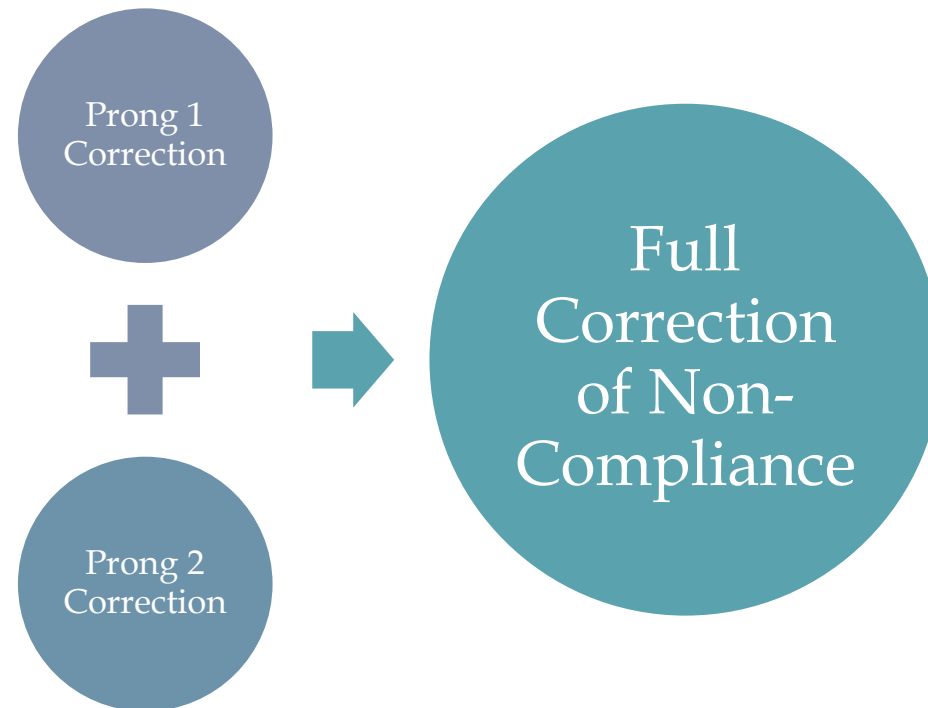 Prong 1
Correction
Prong 2
Correction
Full
Correction
of Non-
Compliance